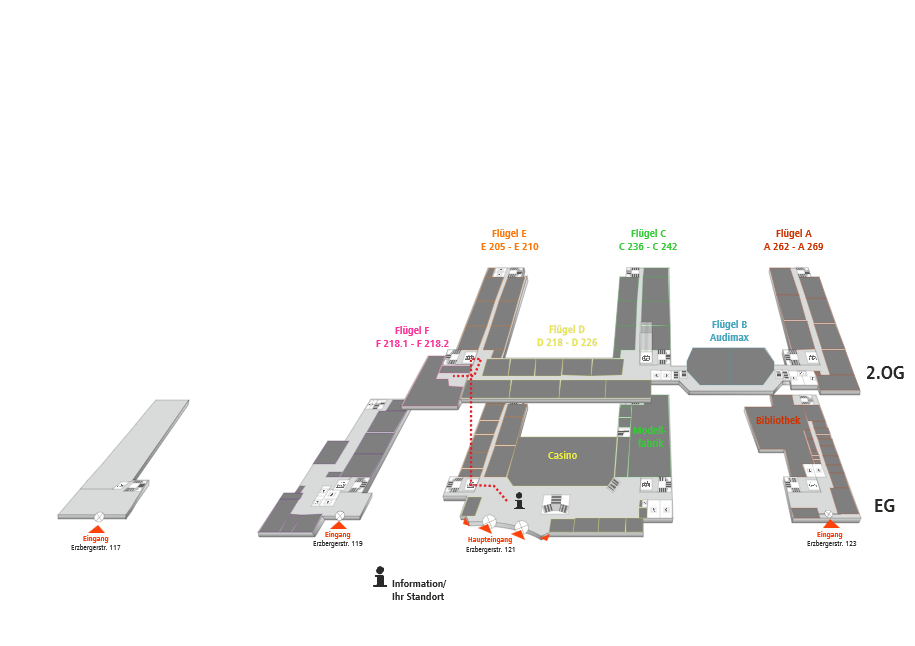 Flügel E
E 205 - E 210
Flügel C
C 236 - C 242
Flügel A
A 262 - A 269
Flügel F
F 218.1 - F 218.2
Flügel D
D 218 - D 226
Flügel B
Audimax
2.OG
Bibliothek
Modell-
fabrik
Casino
EG
Eingang
Erzbergerstr. 117
Eingang
Erzbergerstr. 119
Haupteingang
Erzbergerstr. 121
Eingang
Erzbergerstr. 123
Information/
Ihr Standort